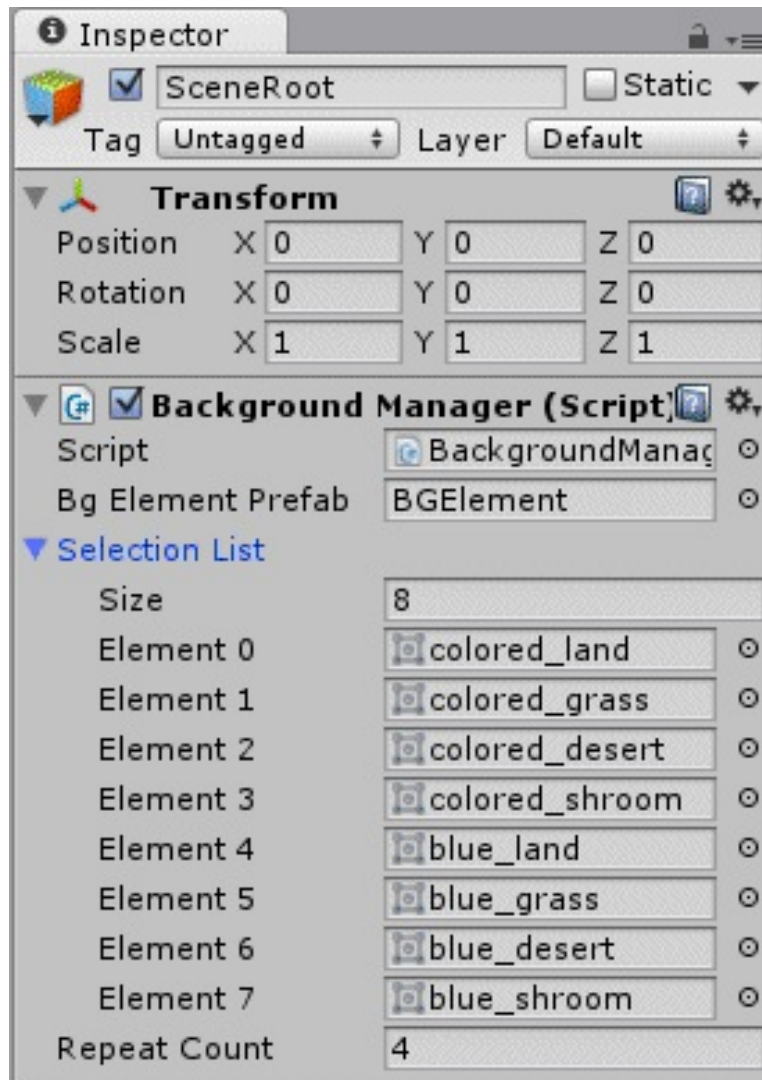 Inspector
SceneRoot Static
Tag Untagged Layer Default
Transform
Position X 0 Y 0 Z 0
Rotation X 0 Y 0 Z 0
Scale X 1 Y 1 Z 1
Background Manager (Script)
Script BackgroundManag
Bg Element Prefab BGElement
Selection List
Size 8
Element 0 colored_land
Element 1 colored_grass
Element 2 colored_desert
Element 3 colored_shroom
Element 4 blue_land
Element 5 blue_grass
Element 6 blue_desert
Element 7 blue_shroom
Repeat Count 4